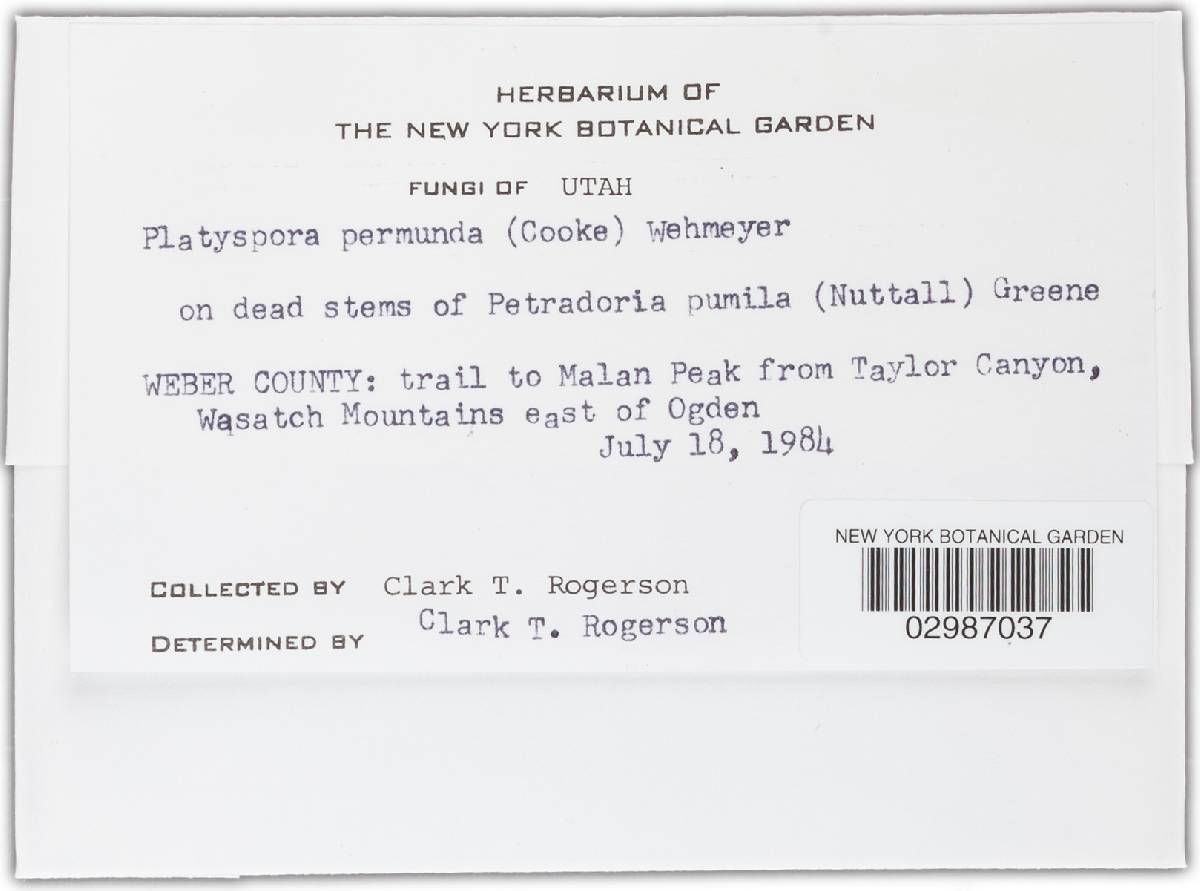 HERBARIUM OF
THE NEW YORK BOTANICAL GARDEN
FUNGI OF UTAH
Platyspora permunda (Cooke) Wehmeyer
on dead stems of Petradoria pumila (Nuttall) Greene
WEBER COUNTY: trail to Malan Peak from Taylor Canyon,
Wasatch Mountains east of Ogden
July 18, 1984
NEW YORK BOTANICAL GARDEN
02987037
COLLECTED BY Clark T. Rogerson
DETERMINED BY Clark T. Rogerson